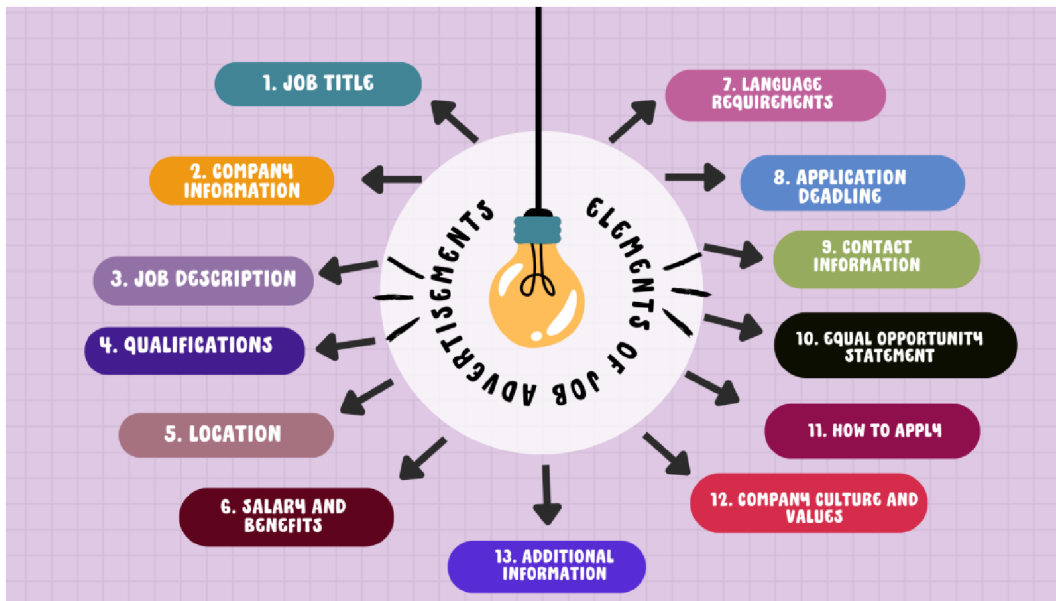 ELEMENTS OF JOB ADVERTISEMENTS
1. JOB TITLE
2. COMPANY
INFORMATION
3. JOB DESCRIPTION
4. QUALIFICATIONS
5. LOCATION
6. SALARY AND
BENEFITS
7. LANGUAGE
REQUIREMENTS
8. APPLICATION
DEADLINE
9. CONTACT
INFORMATION
10. EQUAL OPPORTUNITY
STATEMENT
11. HOW TO APPLY
12. COMPANY CULTURE AND
VALUES
13. ADDITIONAL
INFORMATION